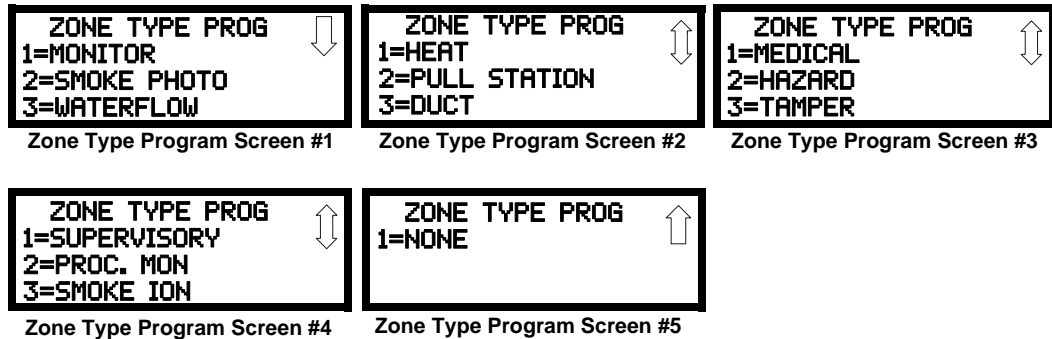 ZONE TYPE PROG
1=MONITOR
2=SMOKE PHOTO
3=WATERFLOW
Zone Type Program Screen #1
ZONE TYPE PROG
1=HEAT
2=PULL STATION
3=DUCT
Zone Type Program Screen #2
ZONE TYPE PROG
1=MEDICAL
2=HAZARD
3=TAMPER
Zone Type Program Screen #3
ZONE TYPE PROG
1=SUPERVISORY
2=PROC. MON
3=SMOKE ION
Zone Type Program Screen #4
ZONE TYPE PROG
1=NONE
Zone Type Program Screen #5